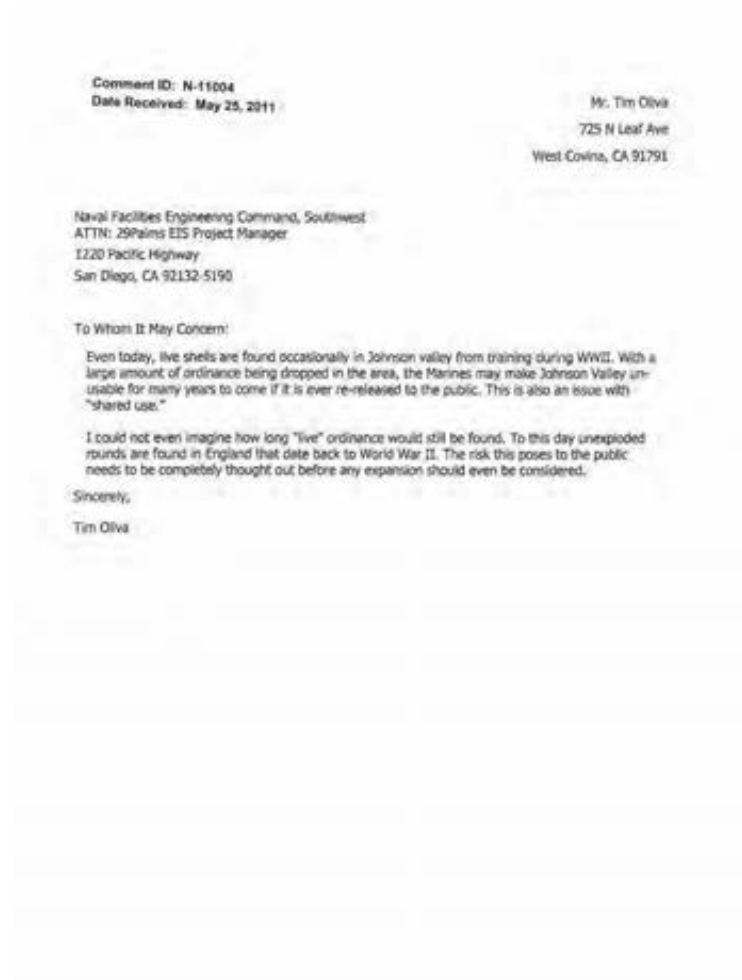 Comment ID: N-11004
Date Received: May 25, 2011
Mr. Tim Oliva
725 N Leaf Ave
West Covina, CA 91791
Naval Facilities Engineering Command, Southwest
ATTN: 29Palms EIS Project Manager
1220 Pacific Highway
San Diego, CA 92132-5190
To Whom It May Concern:
Even today, live shells are found occasionally in Johnson valley from training during WWII. With a
large amount of ordinance being dropped in the area, the Marines may make Johnson Valley un-
usable for many years to come if it is ever re-released to the public. This is also an issue with
"shared use."
I could not even imagine how long "live" ordinance would still be found. To this day unexploded
rounds are found in England that date back to World War II. The risk this poses to the public
needs to be completely thought out before any expansion should even be considered.
Sincerely,
Tim Oliva